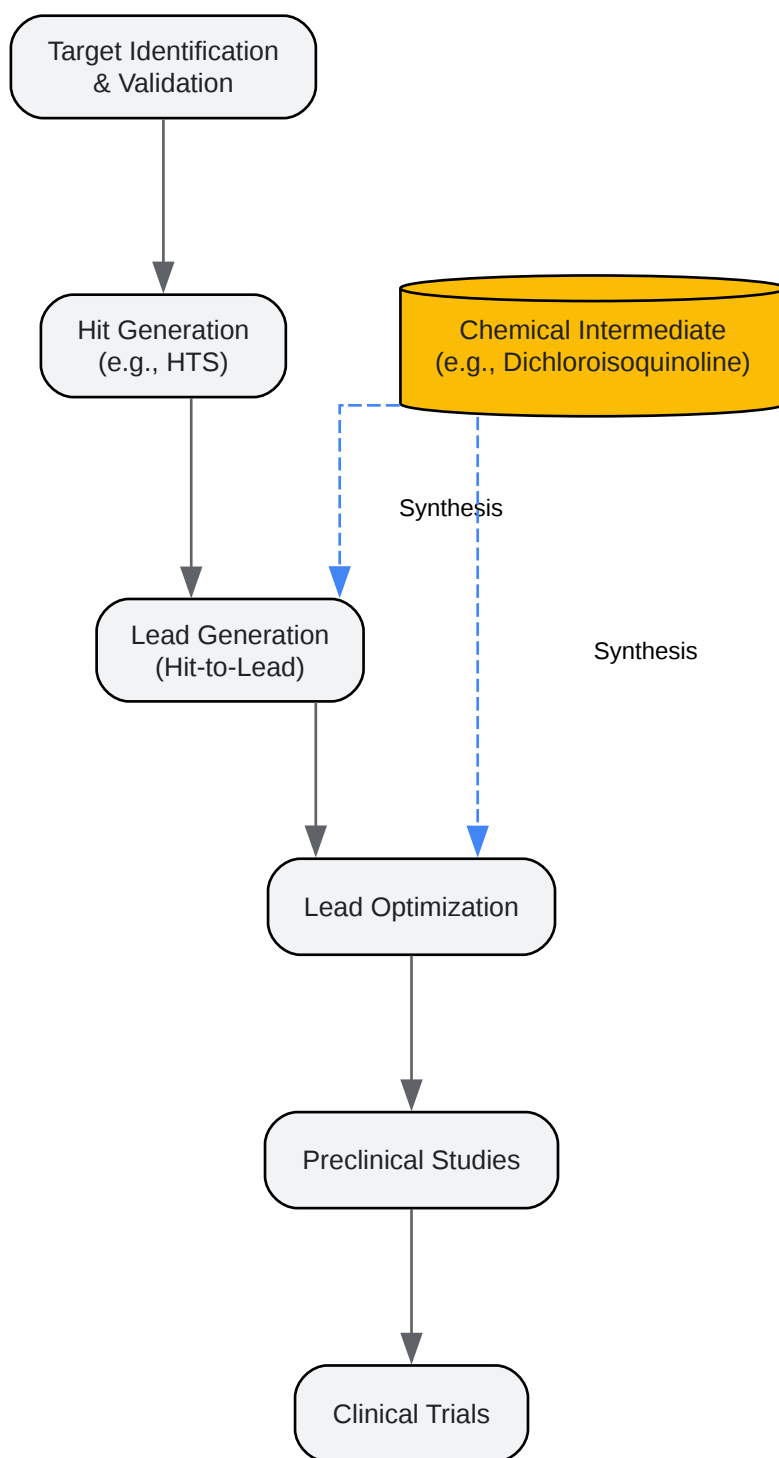 Target Identification
& Validation
Hit Generation
(e.g., HTS)
Chemical Intermediate
(e.g., Dichloroisoquinoline)
Synthesis
Lead Generation
(Hit-to-Lead)
Synthesis
Lead Optimization
Preclinical Studies
Clinical Trials